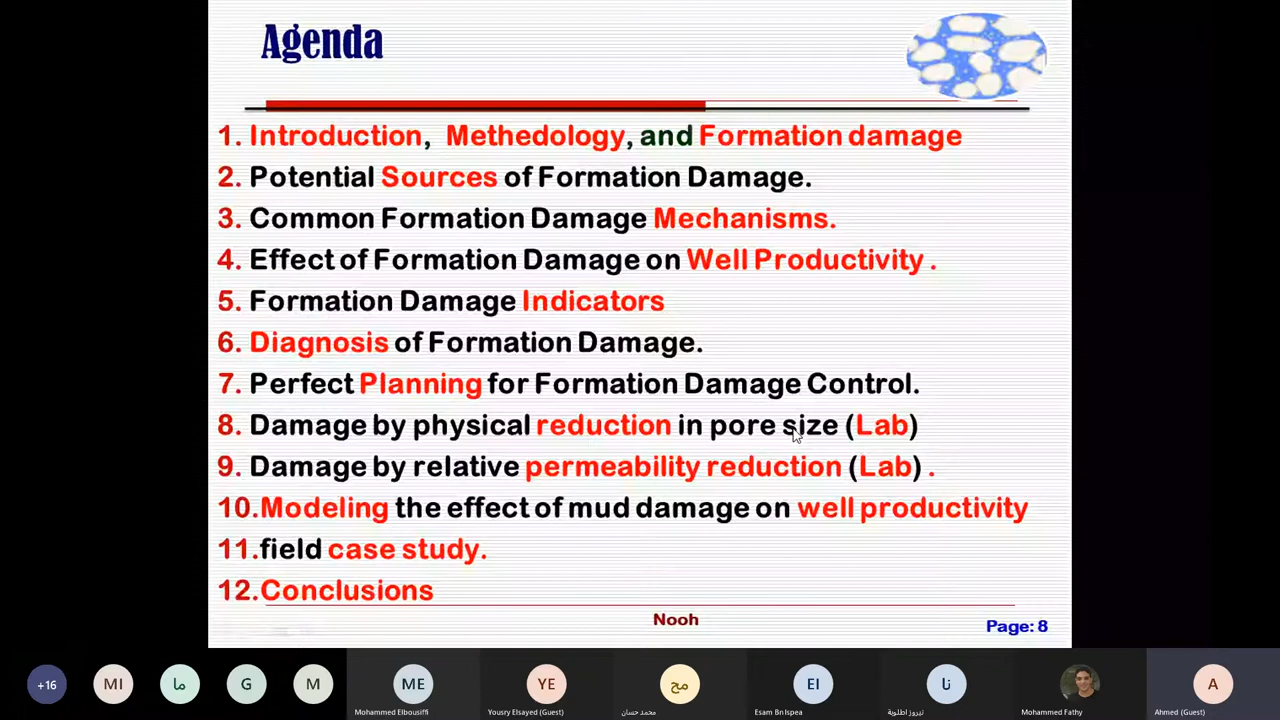 Agenda
1. Introduction, Methedology, and Formation damage
2. Potential Sources of Formation Damage.
3. Common Formation Damage Mechanisms.
4. Effect of Formation Damage on Well Productivity .
5. Formation Damage Indicators
6. Diagnosis of Formation Damage.
7. Perfect Planning for Formation Damage Control.
8. Damage by physical reduction in pore size (Lab)
9. Damage by relative permeability reduction (Lab) .
10.Modeling the effect of mud damage on well productivity
11.field case study.
12.Conclusions
Nooh
Page: 8
+16 MI ما G M ME YE مح EI نا A
Mohammed Elbousiffi Yousry Elsayed (Guest) محمد حسان Esam Bn Ispea نيروز اطلوبة Mohammed Fathy Ahmed (Guest)